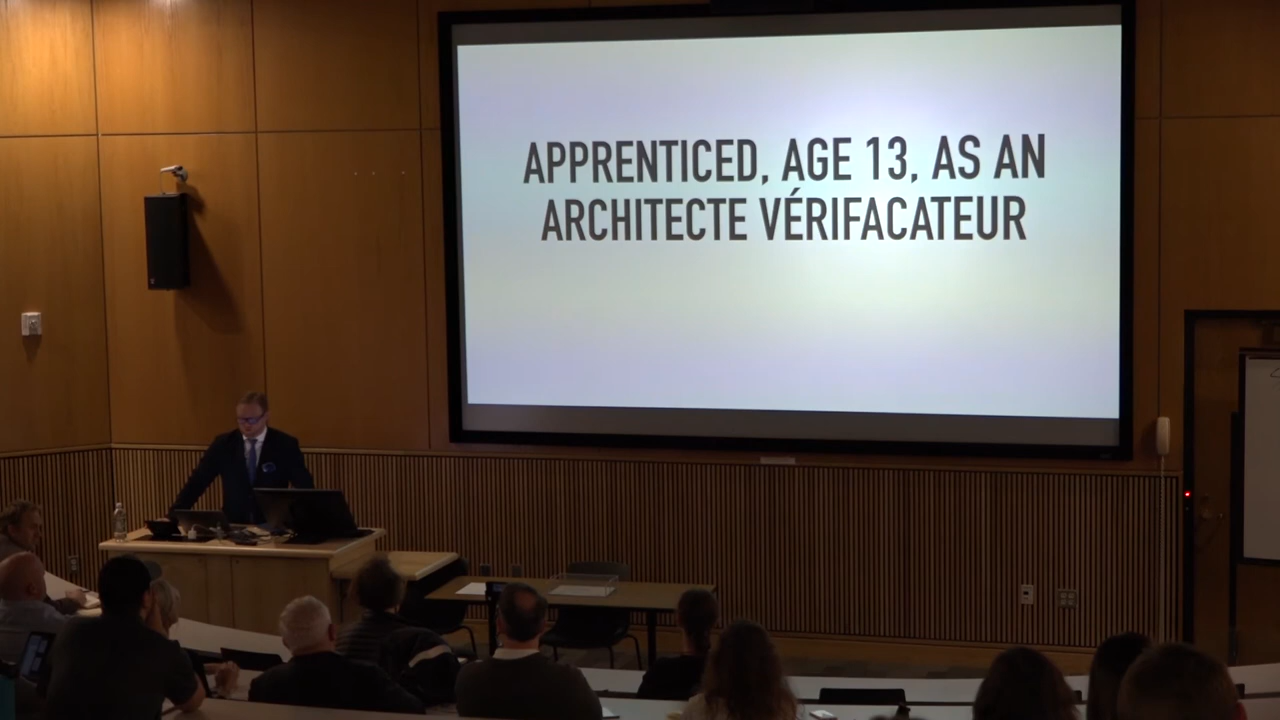 APPRENTICED, AGE 13, AS AN
ARCHITECTE VÉRIFACATEUR